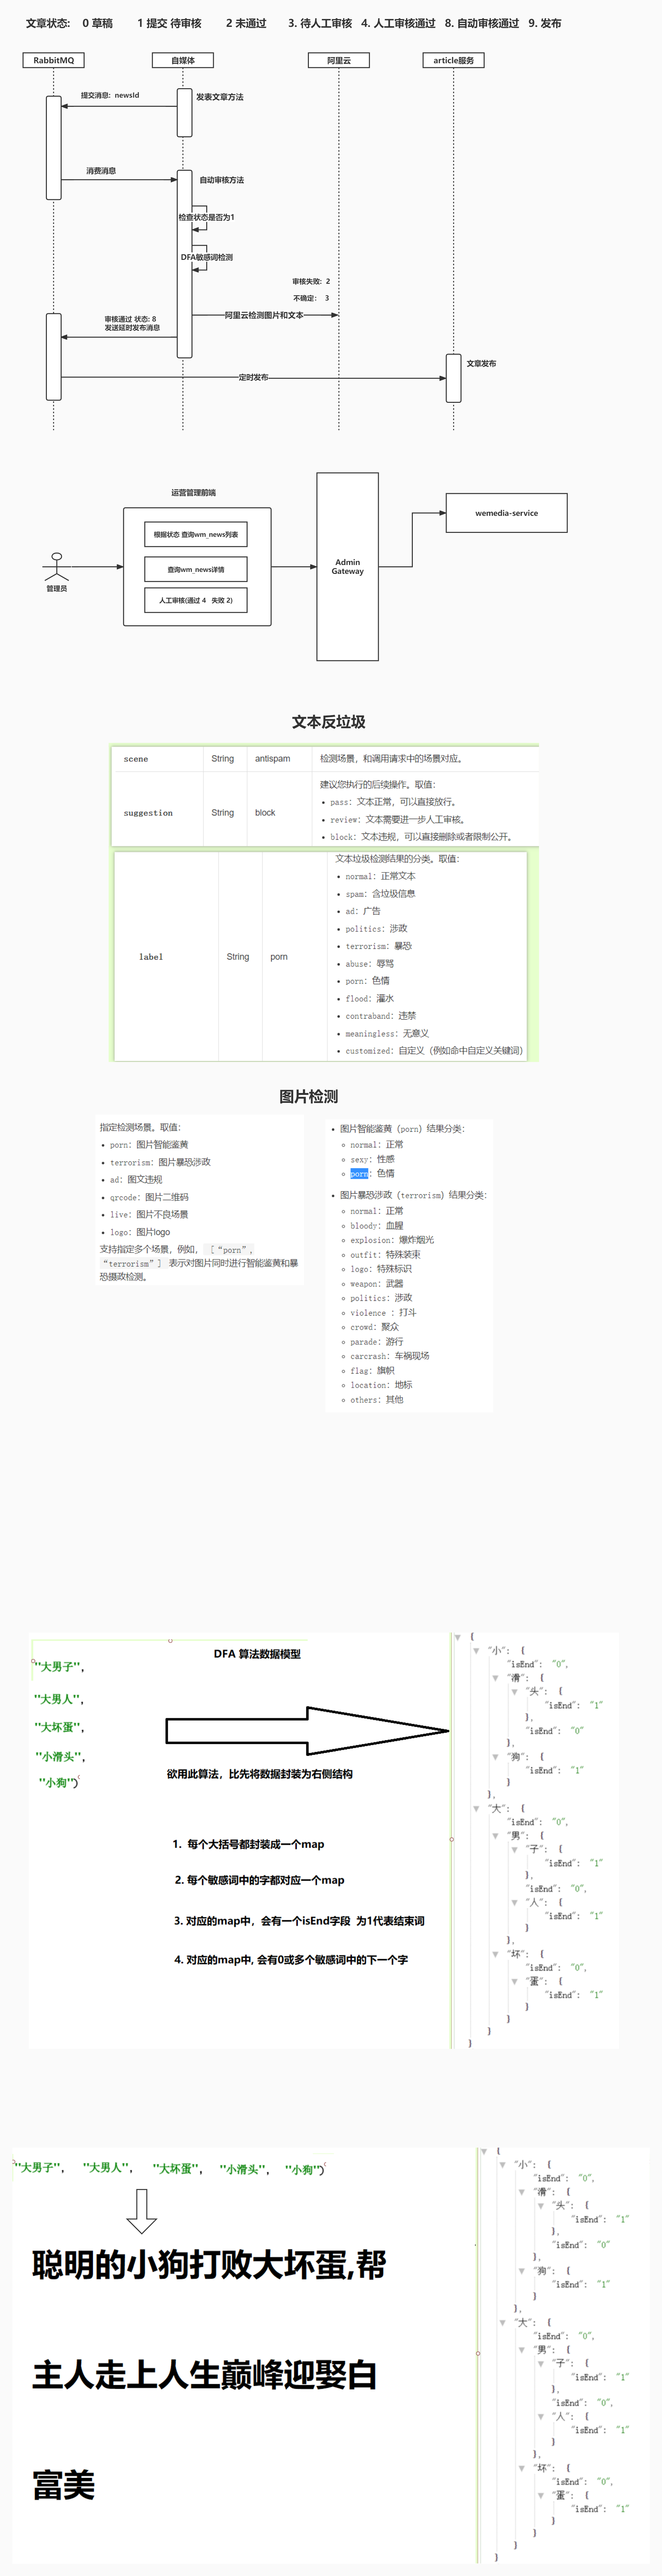 文章状态: 0 草稿 1 提交 待审核 2 未通过 3. 待人工审核 4. 人工审核通过 8. 自动审核通过 9. 发布
RabbitMQ
自媒体
阿里云
article服务
提交消息: newsId
发表文章方法
消费消息
自动审核方法
检查状态是否为1
DFA敏感词检测
审核失败: 2
不确定: 3
阿里云检测图片和文本
审核通过 状态: 8
发送延时发布消息
文章发布
定时发布
运营管理前端
根据状态 查询wm_news列表
查询wm_news详情
人工审核(通过 4 失败 2)
管理员
Admin
Gateway
wemedia-service
文本反垃圾
scene String antispam 检测场景，和调用请求中的场景对应。
suggestion String block 建议您执行的后续操作。取值：
• pass：文本正常，可以直接放行。
• review：文本需要进一步人工审核。
• block：文本违规，可以直接删除或者限制公开。
label String porn 文本垃圾检测结果的分类。取值：
• normal：正常文本
• spam：含垃圾信息
• ad：广告
• politics：涉政
• terrorism：暴恐
• abuse：辱骂
• porn：色情
• flood：灌水
• contraband：违禁
• meaningless：无意义
• customized：自定义（例如命中自定义关键词）
图片检测
指定检测场景。取值：
• porn：图片智能鉴黄
• terrorism：图片暴恐涉政
• ad：图文违规
• qrcode：图片二维码
• live：图片不良场景
• logo：图片logo
支持指定多个场景，例如，［“porn”,
“terrorism”］表示对图片同时进行智能鉴黄和暴
恐摄政检测。
• 图片智能鉴黄（porn）结果分类：
normal：正常
sexy：性感
porn：色情
• 图片暴恐涉政（terrorism）结果分类：
normal：正常
bloody：血腥
explosion：爆炸烟光
outfit：特殊装束
logo：特殊标识
weapon：武器
politics：涉政
violence ：打斗
crowd：聚众
parade：游行
carcrash：车祸现场
flag：旗帜
location：地标
others：其他
"大男子",
"大男人",
"大坏蛋",
"小滑头",
"小狗")
DFA 算法数据模型
欲用此算法，比先将数据封装为右侧结构
1. 每个大括号都封装成一个map
2. 每个敏感词中的字都对应一个map
3. 对应的map中，会有一个isEnd字段 为1代表结束词
4. 对应的map中, 会有0或多个敏感词中的下一个字
{
"小": {
"isEnd": "0",
"滑": {
"头": {
"isEnd": "1"
},
"isEnd": "0"
},
"狗": {
"isEnd": "1"
}
},
"大": {
"isEnd": "0",
"男": {
"子": {
"isEnd": "1"
},
"isEnd": "0",
"人": {
"isEnd": "1"
}
},
"坏": {
"isEnd": "0",
"蛋": {
"isEnd": "1"
}
}
}
}
"大男子", "大男人", "大坏蛋", "小滑头", "小狗")
聪明的小狗打败大坏蛋,帮
主人走上人生巅峰迎娶白
富美
{
"小": {
"isEnd": "0",
"滑": {
"头": {
"isEnd": "1"
},
"isEnd": "0"
},
"狗": {
"isEnd": "1"
}
},
"大": {
"isEnd": "0",
"男": {
"子": {
"isEnd": "1"
},
"isEnd": "0",
"人": {
"isEnd": "1"
}
},
"坏": {
"isEnd": "0",
"蛋": {
"isEnd": "1"
}
}
}
}